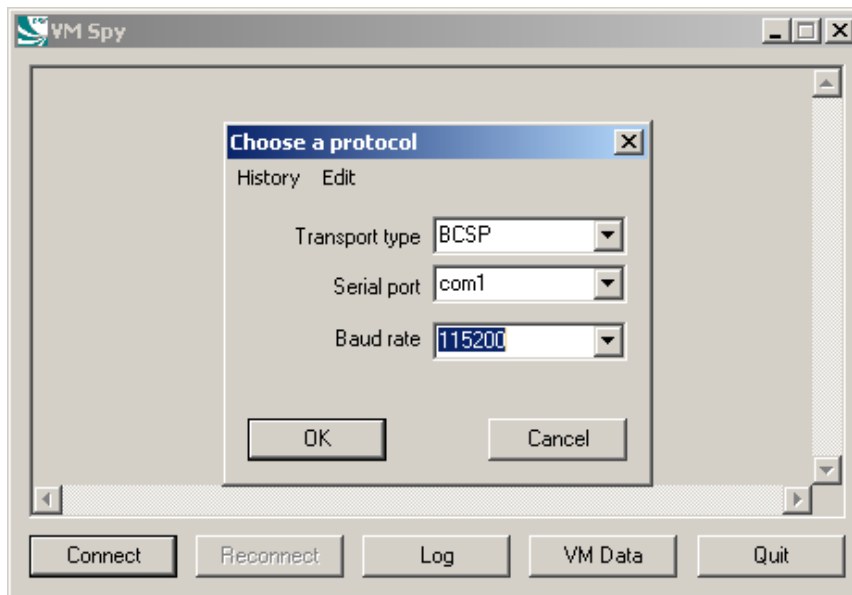 VM Spy
Choose a protocol
History Edit
Transport type BCSP
Serial port com1
Baud rate 115200
OK Cancel
Connect Reconnect Log VM Data Quit